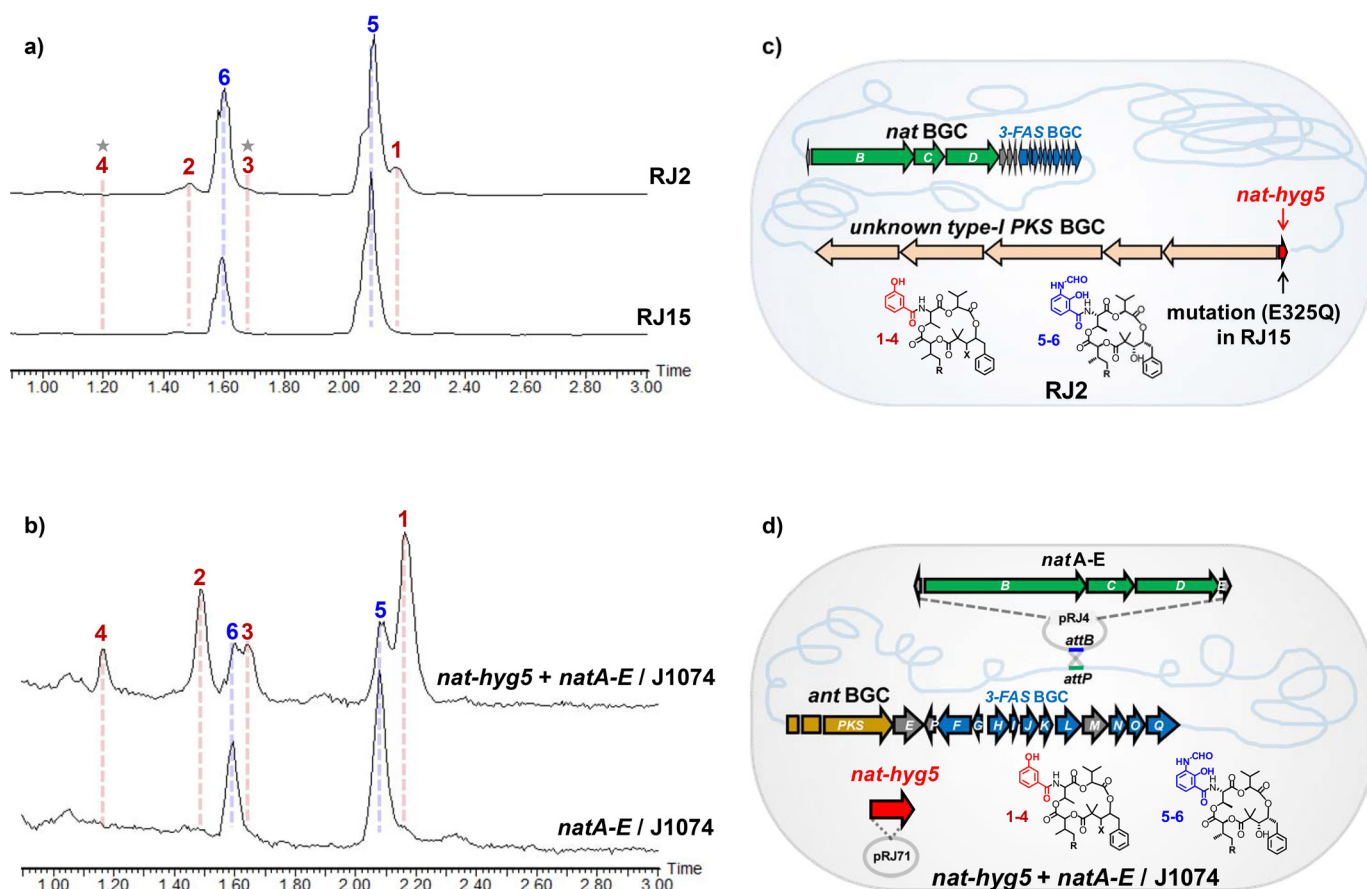 a)
5
6
4
2
3
1
RJ2
RJ15
Time
1.00 1.20 1.40 1.60 1.80 2.00 2.20 2.40 2.60 2.80 3.00
c)
nat BGC
3-FAS BGC
B C D
nat-hyg5
unknown type-I PKS BGC
mutation (E325Q)
in RJ15
OH
H
N
O
O
O
O
O
O
O
O
X
R
1-4
CHO
HN
OH
H
N
O
O
O
O
O
O
O
O
OH
R
5-6
RJ2
b)
1
2
4
6
3
5
nat-hyg5 + natA-E / J1074
natA-E / J1074
Time
1.00 1.20 1.40 1.60 1.80 2.00 2.20 2.40 2.60 2.80 3.00
d)
natA-E
B C D E
pRJ4
attB
attP
ant BGC
3-FAS BGC
PKS E P F G H I J K L M N O Q
nat-hyg5
pRJ71
OH
H
N
O
O
O
O
O
O
O
O
X
R
1-4
CHO
HN
OH
H
N
O
O
O
O
O
O
O
O
OH
R
5-6
nat-hyg5 + natA-E / J1074